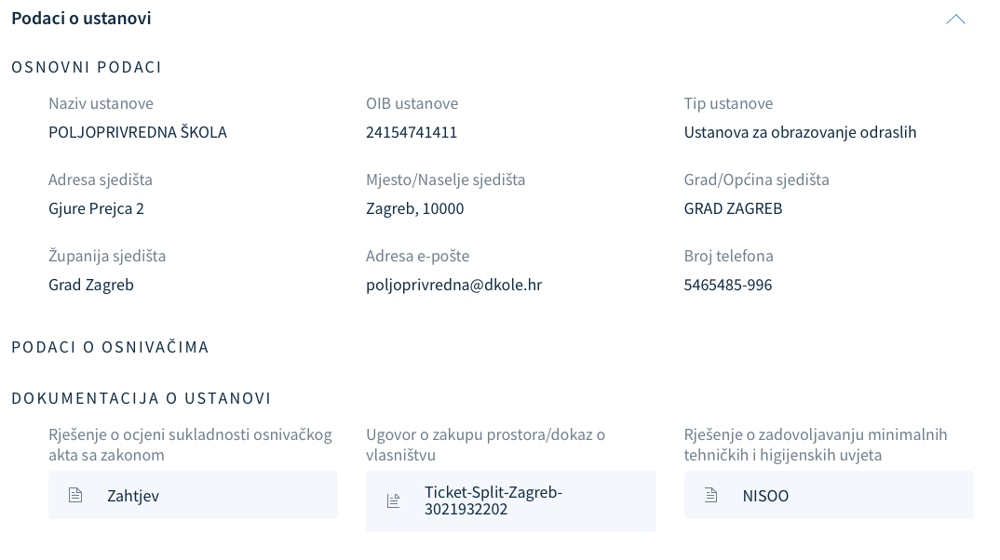 Podaci o ustanovi
OSNOVNI PODACI
Naziv ustanove
POLJOPRIVREDNA ŠKOLA
OIB ustanove
24154741411
Tip ustanove
Ustanova za obrazovanje odraslih
Adresa sjedišta
Gjure Prejca 2
Mjesto/Naselje sjedišta
Zagreb, 10000
Grad/Općina sjedišta
GRAD ZAGREB
Županija sjedišta
Grad Zagreb
Adresa e-pošte
poljoprivredna@dkole.hr
Broj telefona
5465485-996
PODACI O OSNIVAČIMA
DOKUMENTACIJA O USTANOVI
Rješenje o ocjeni sukladnosti osnivačkog
akta sa zakonom
Zahtjev
Ugovor o zakupu prostora/dokaz o
vlasništvu
Ticket-Split-Zagreb-
3021932202
Rješenje o zadovoljavanju minimalnih
tehničkih i higijenskih uvjeta
NISOO